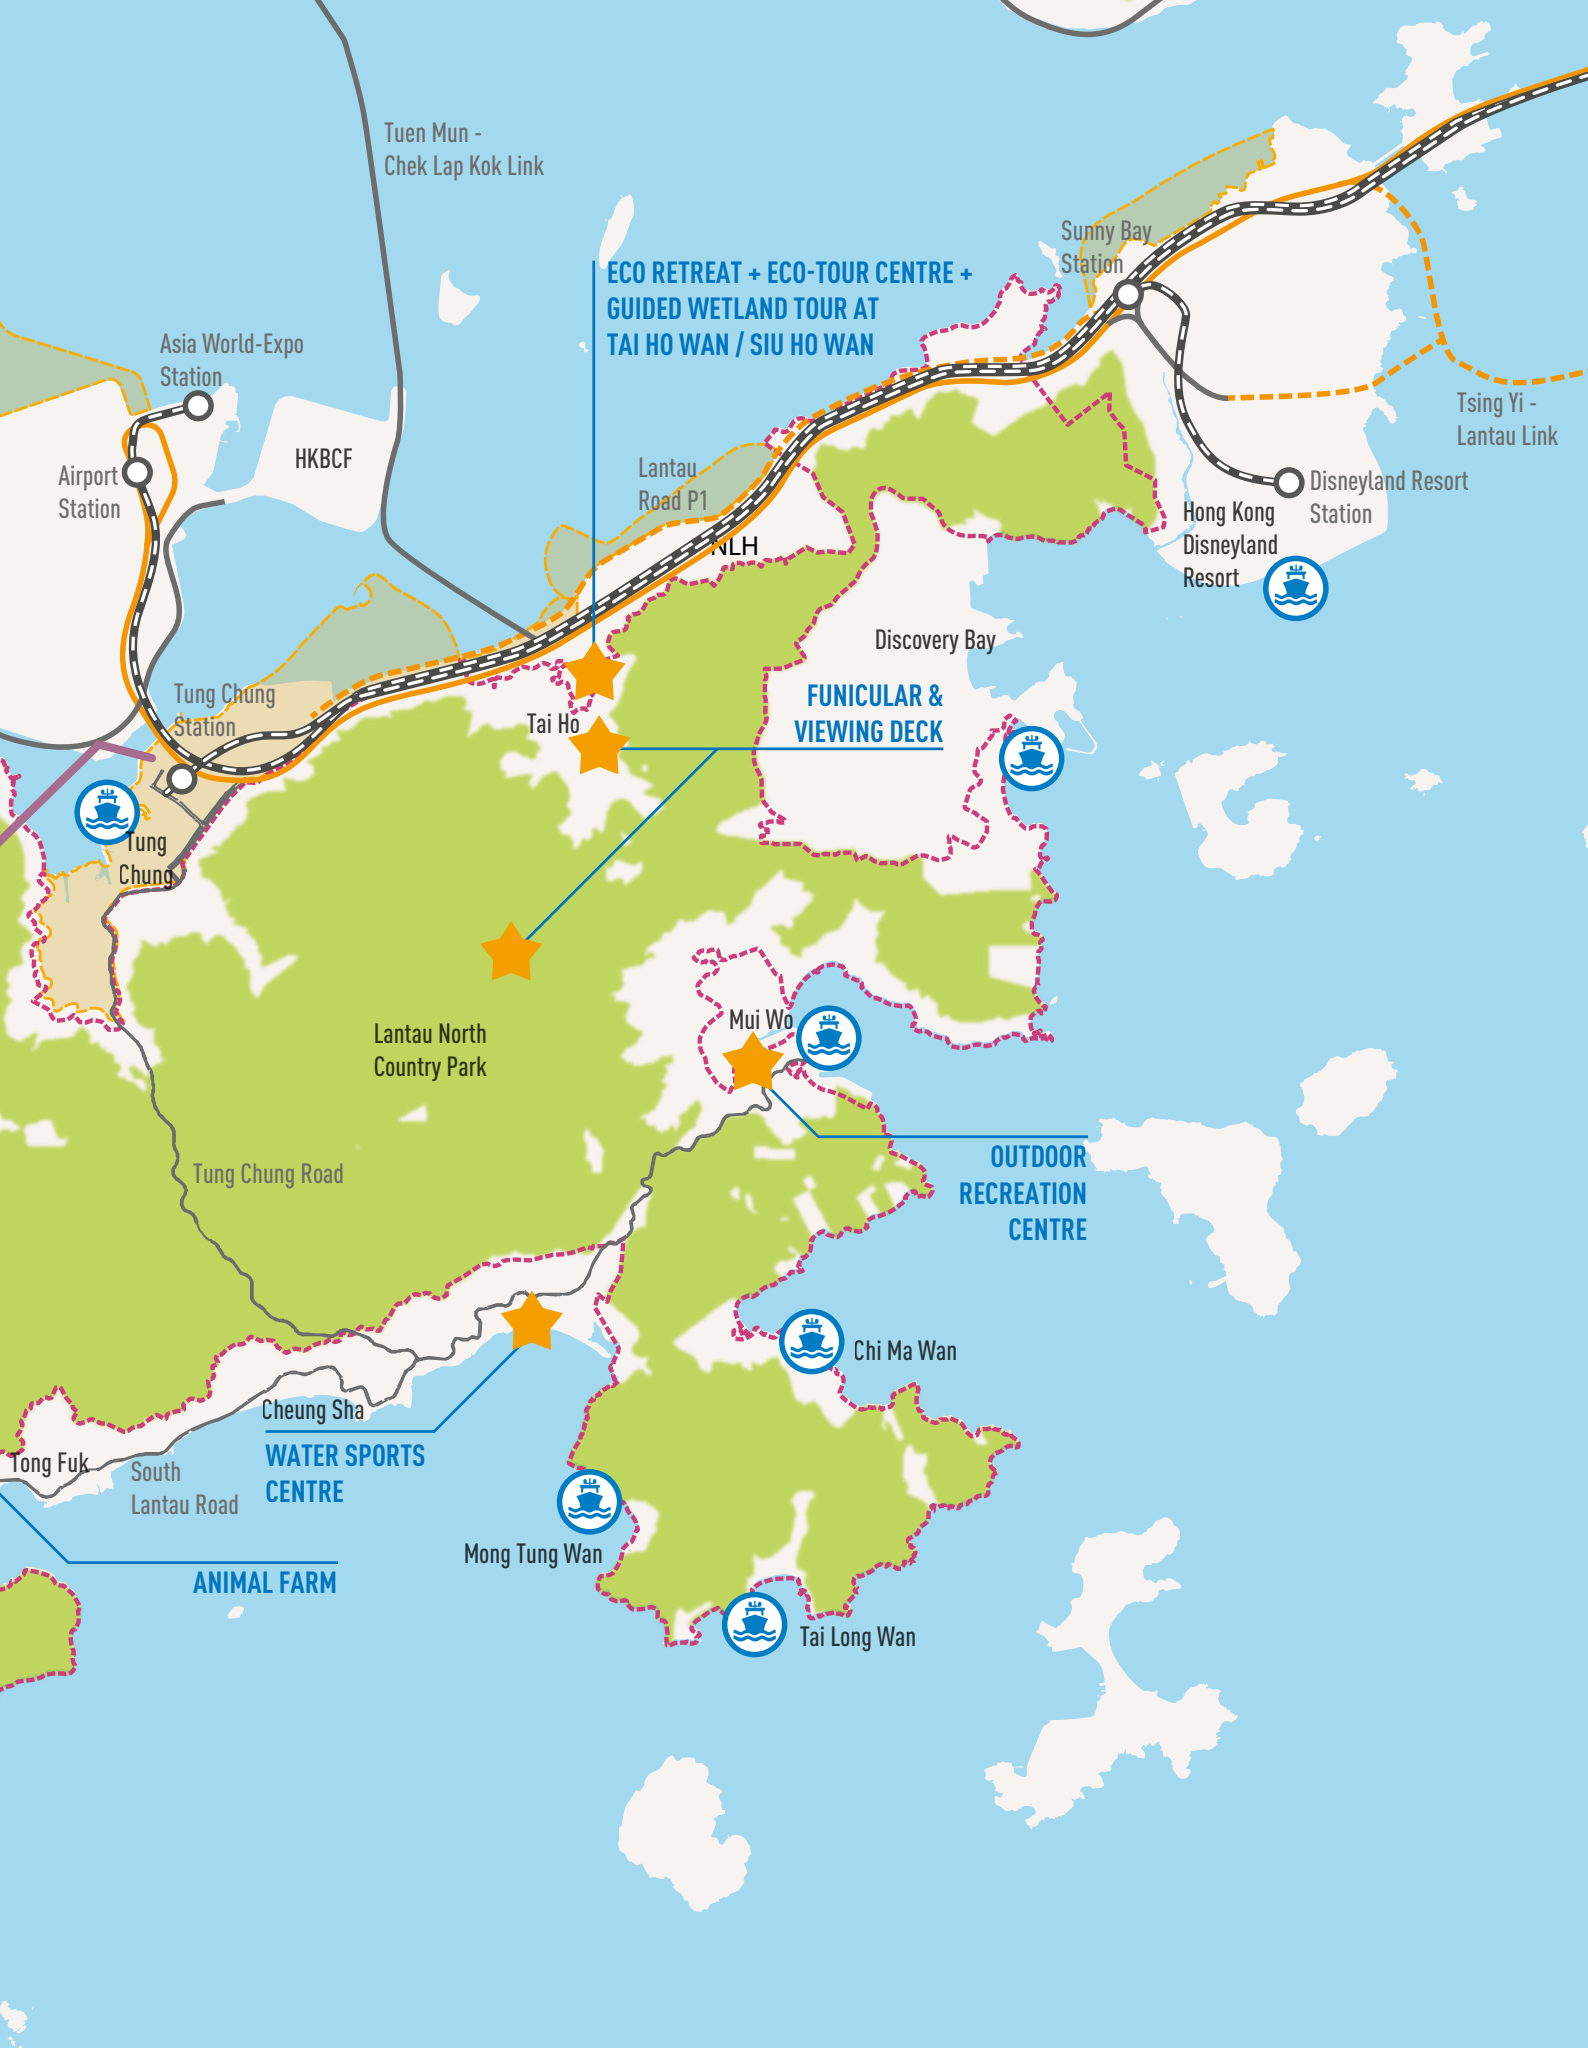 Tuen Mun -
Chek Lap Kok Link
Sunny Bay
Station
ECO RETREAT + ECO-TOUR CENTRE +
GUIDED WETLAND TOUR AT
TAI HO WAN / SIU HO WAN
Asia World-Expo
Station
Tsing Yi -
Lantau Link
HKBCF
Airport
Station
Lantau
Road P1
Disneyland Resort
Station
Hong Kong
Disneyland
Resort
NLH
Discovery Bay
Tung Chung
Station
FUNICULAR &
VIEWING DECK
Tai Ho
Tung
Chung
Mui Wo
Lantau North
Country Park
OUTDOOR
RECREATION
CENTRE
Tung Chung Road
Chi Ma Wan
Cheung Sha
Tong Fuk
South
Lantau Road
WATER SPORTS
CENTRE
Mong Tung Wan
ANIMAL FARM
Tai Long Wan